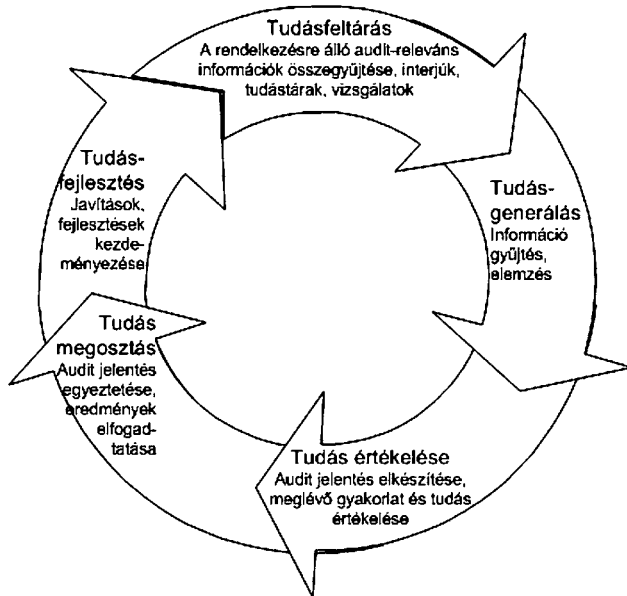 Tudásfeltárás
A rendelkezésre álló audit-releváns
információk összegyűjtése, interjúk,
tudástárak, vizsgálatok
Tudás-
generálás
Információ
gyűjtés,
elemzés
Tudás értékelése
Audit jelentés elkészítése,
meglévő gyakorlat és tudás
értékelése
Tudás
megosztás
Audit jelentés
egyeztetése,
eredmények
elfogad-
tatása
Tudás-
fejlesztés
Javítások,
fejlesztések
kezde-
ményezése